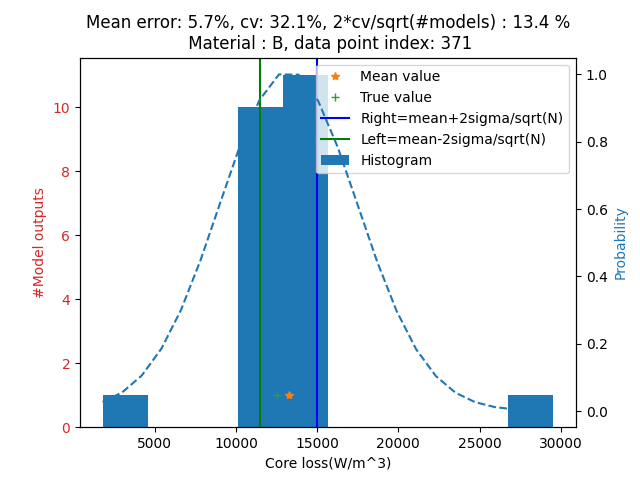 Mean error: 5.7%, cv: 32.1%, 2*cv/sqrt(#models) : 13.4 %
Material : B, data point index: 371
Mean value
True value
Right=mean+2sigma/sqrt(N)
Left=mean-2sigma/sqrt(N)
Histogram
#Model outputs
10
8
6
4
2
0
1.0
0.8
0.6
0.4
0.2
0.0
Probability
5000 10000 15000 20000 25000 30000
Core loss(W/m^3)